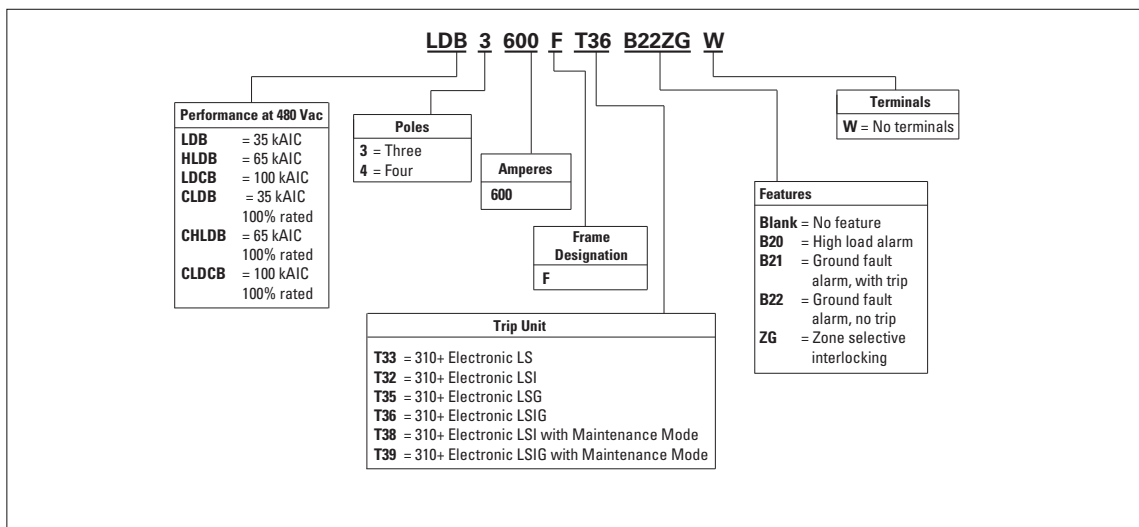 LDB 3 600 F T36 B22ZG W
Performance at 480 Vac
LDB = 35 kAIC
HLDB = 65 kAIC
LDCB = 100 kAIC
CLDB = 35 kAIC
100% rated
CHLDB = 65 kAIC
100% rated
CLDCB = 100 kAIC
100% rated
Poles
3 = Three
4 = Four
Amperes
600
Frame
Designation
F
Trip Unit
T33 = 310+ Electronic LS
T32 = 310+ Electronic LSI
T35 = 310+ Electronic LSG
T36 = 310+ Electronic LSIG
T38 = 310+ Electronic LSI with Maintenance Mode
T39 = 310+ Electronic LSIG with Maintenance Mode
Features
Blank = No feature
B20 = High load alarm
B21 = Ground fault
alarm, with trip
B22 = Ground fault
alarm, no trip
ZG = Zone selective
interlocking
Terminals
W = No terminals